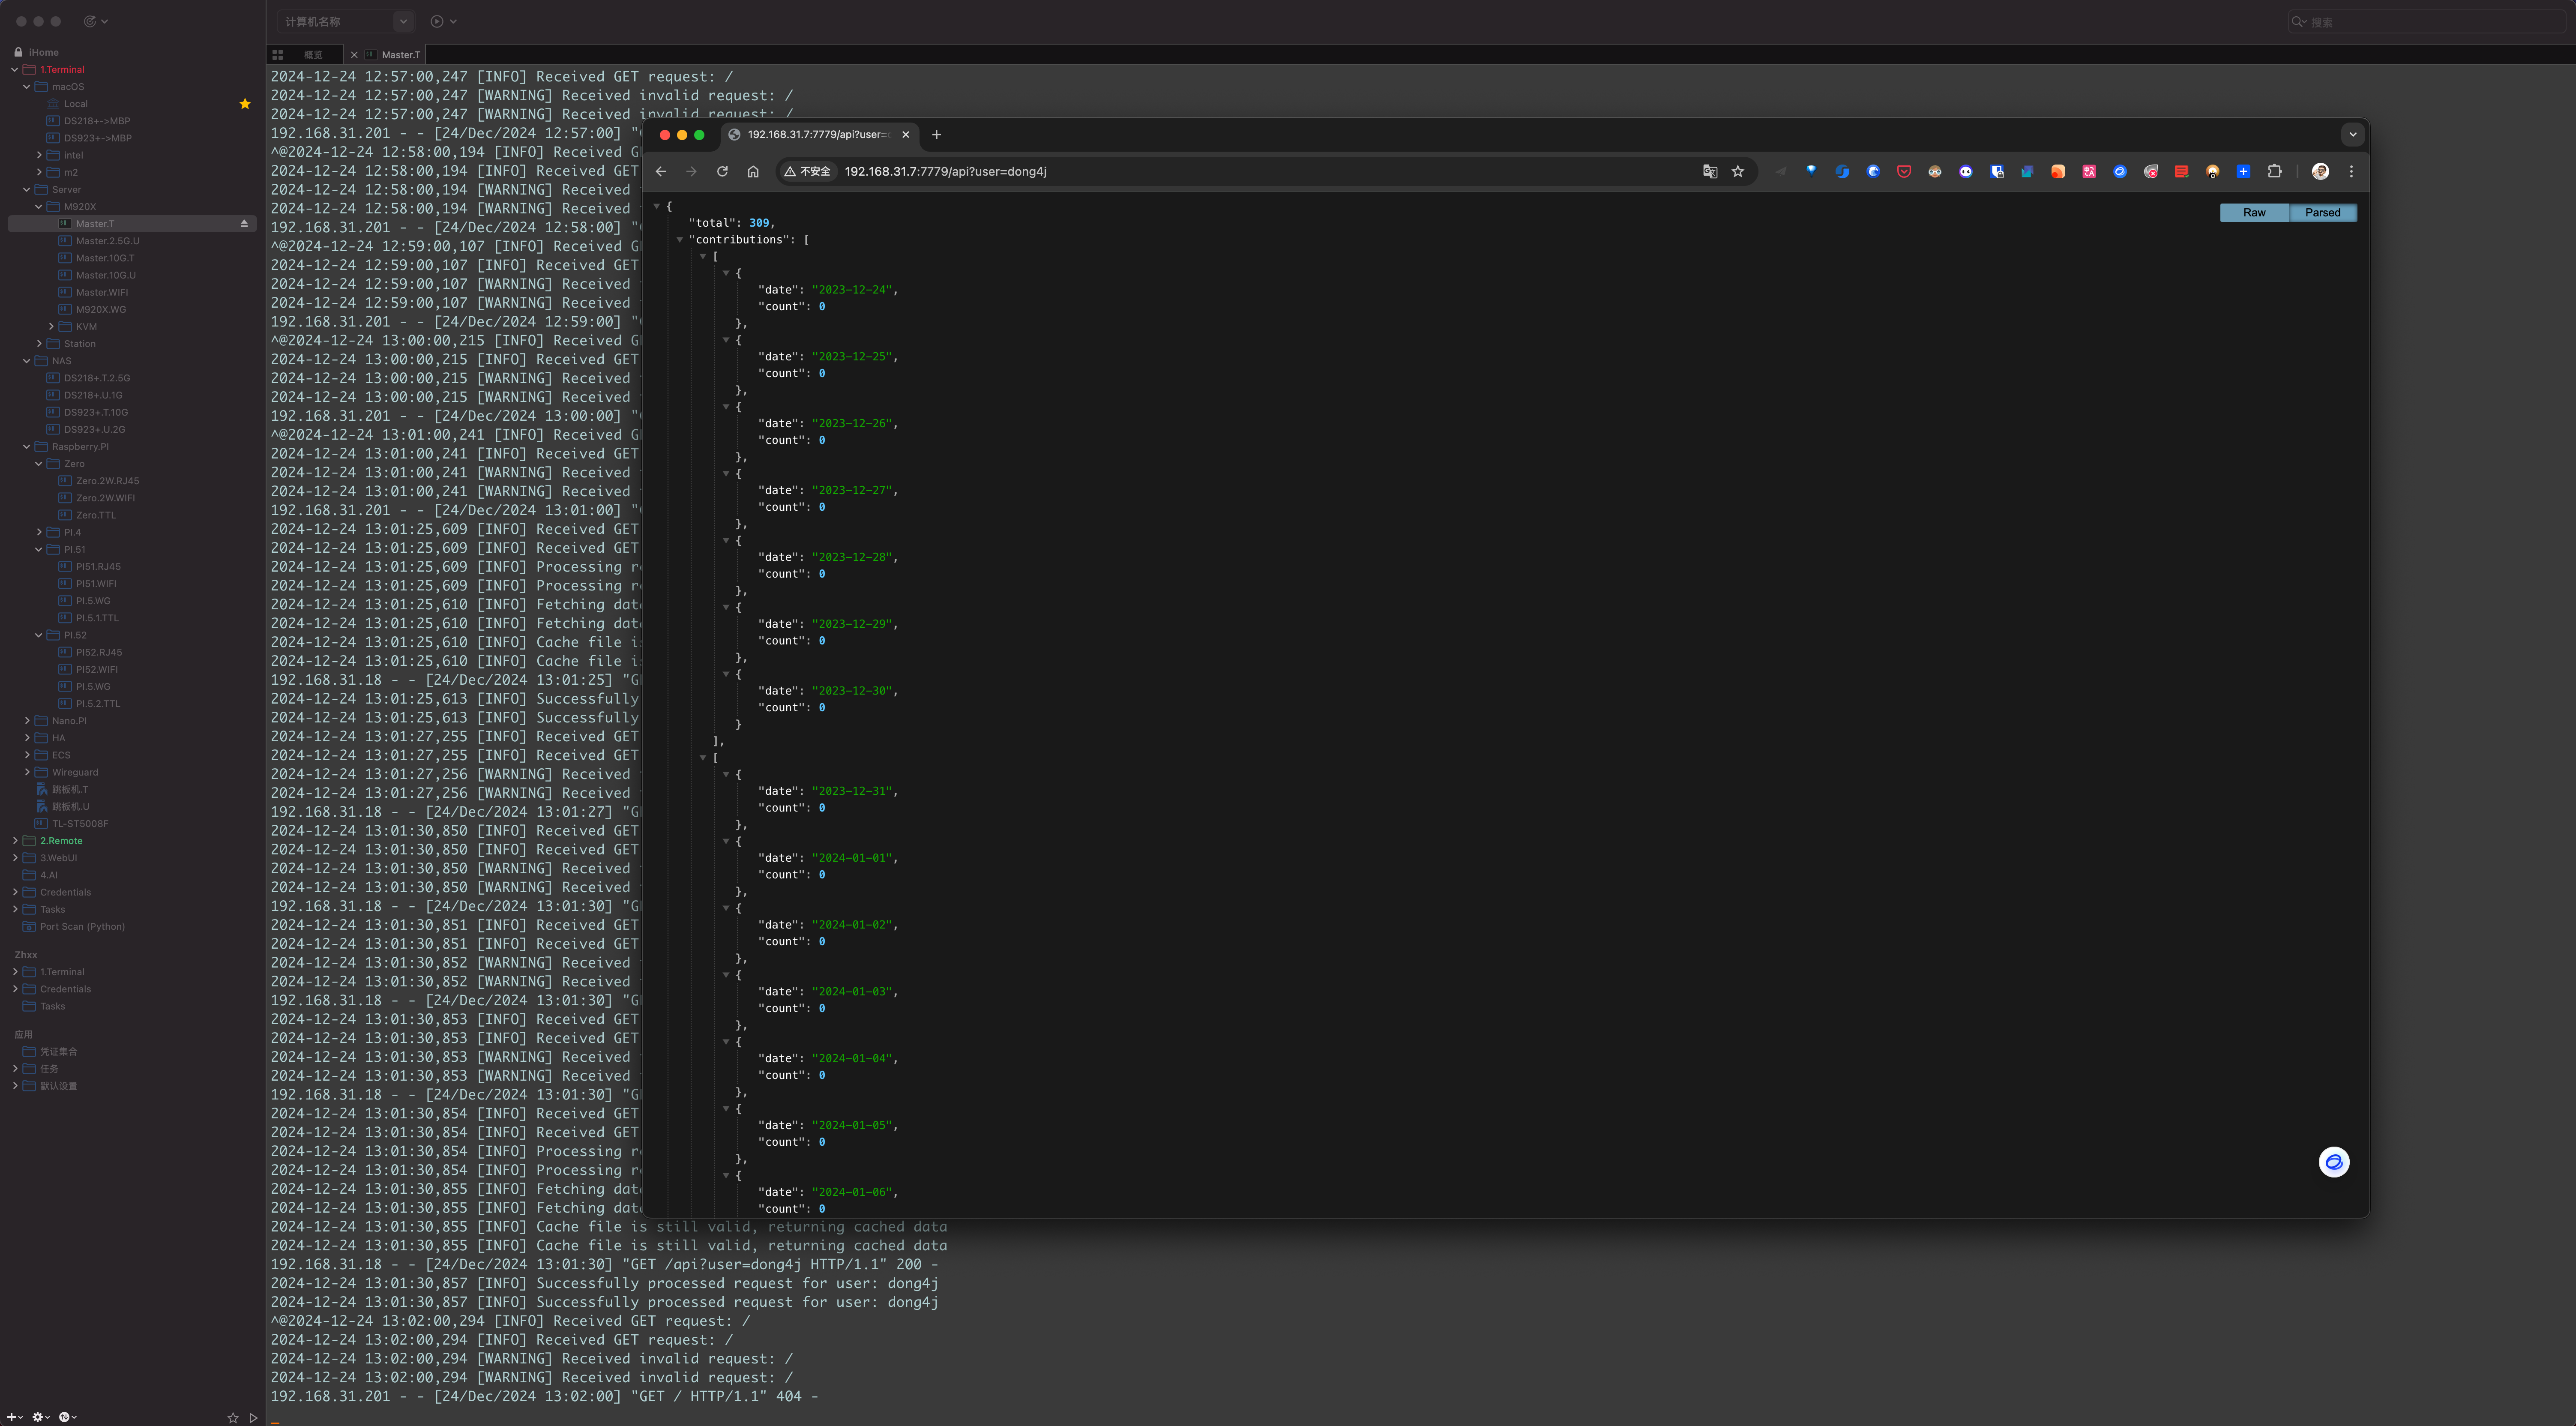 计算机名称
搜索
iHome
1.Terminal
macOS
Local
DS218+->MBP
DS923+->MBP
intel
m2
Server
M920X
Master.T
Master.2.5G.U
Master.10G.T
Master.10G.U
Master.WIFI
M920X.WG
KVM
Station
NAS
DS218+.T.2.5G
DS218+.U.1G
DS923+.T.10G
DS923+.U.2G
Raspberry.PI
Zero
Zero.2W.RJ45
Zero.2W.WIFI
Zero.TTL
PI.4
PI.51
PI51.RJ45
PI51.WIFI
PI.5.WG
PI.5.1.TTL
PI.52
PI52.RJ45
PI52.WIFI
PI.5.WG
PI.5.2.TTL
Nano.PI
HA
ECS
Wireguard
跳板机.T
跳板机.U
TL-ST5008F
2.Remote
3.WebUI
4.AI
Credentials
Tasks
Port Scan (Python)
Zhxx
1.Terminal
Credentials
Tasks
应用
凭证集合
任务
默认设置
概览
Master.T
2024-12-24 12:57:00,247 [INFO] Received GET request: /
2024-12-24 12:57:00,247 [WARNING] Received invalid request: /
2024-12-24 12:57:00,247 [WARNING] Received invalid request: /
192.168.31.201 - - [24/Dec/2024 12:57:00] "
^@2024-12-24 12:58:00,194 [INFO] Received
2024-12-24 12:58:00,194 [INFO] Received GET
2024-12-24 12:58:00,194 [WARNING] Received
2024-12-24 12:58:00,194 [WARNING] Received
192.168.31.201 - - [24/Dec/2024 12:58:00] "
^@2024-12-24 12:59:00,107 [INFO] Received
2024-12-24 12:59:00,107 [INFO] Received GET
2024-12-24 12:59:00,107 [WARNING] Received
2024-12-24 12:59:00,107 [WARNING] Received
192.168.31.201 - - [24/Dec/2024 12:59:00] "
^@2024-12-24 13:00:00,215 [INFO] Received
2024-12-24 13:00:00,215 [INFO] Received GET
2024-12-24 13:00:00,215 [WARNING] Received
2024-12-24 13:00:00,215 [WARNING] Received
192.168.31.201 - - [24/Dec/2024 13:00:00] "
^@2024-12-24 13:01:00,241 [INFO] Received
2024-12-24 13:01:00,241 [INFO] Received GET
2024-12-24 13:01:00,241 [WARNING] Received
2024-12-24 13:01:00,241 [WARNING] Received
192.168.31.201 - - [24/Dec/2024 13:01:00] "
2024-12-24 13:01:25,609 [INFO] Received GET
2024-12-24 13:01:25,609 [INFO] Received GET
2024-12-24 13:01:25,609 [INFO] Processing
2024-12-24 13:01:25,609 [INFO] Processing
2024-12-24 13:01:25,610 [INFO] Fetching
2024-12-24 13:01:25,610 [INFO] Fetching
2024-12-24 13:01:25,610 [INFO] Cache file
2024-12-24 13:01:25,610 [INFO] Cache file
192.168.31.18 - - [24/Dec/2024 13:01:25]
2024-12-24 13:01:25,613 [INFO] Successfully
2024-12-24 13:01:25,613 [INFO] Successfully
2024-12-24 13:01:27,255 [INFO] Received GET
2024-12-24 13:01:27,255 [INFO] Received GET
2024-12-24 13:01:27,256 [WARNING] Received
2024-12-24 13:01:27,256 [WARNING] Received
192.168.31.18 - - [24/Dec/2024 13:01:27]
2024-12-24 13:01:30,850 [INFO] Received GET
2024-12-24 13:01:30,850 [INFO] Received GET
2024-12-24 13:01:30,850 [WARNING] Received
2024-12-24 13:01:30,850 [WARNING] Received
192.168.31.18 - - [24/Dec/2024 13:01:30]
2024-12-24 13:01:30,851 [INFO] Received GET
2024-12-24 13:01:30,851 [INFO] Received GET
2024-12-24 13:01:30,852 [WARNING] Received
2024-12-24 13:01:30,852 [WARNING] Received
192.168.31.18 - - [24/Dec/2024 13:01:30]
2024-12-24 13:01:30,853 [INFO] Received GET
2024-12-24 13:01:30,853 [INFO] Received GET
2024-12-24 13:01:30,853 [WARNING] Received
2024-12-24 13:01:30,853 [WARNING] Received
192.168.31.18 - - [24/Dec/2024 13:01:30]
2024-12-24 13:01:30,854 [INFO] Received GET
2024-12-24 13:01:30,854 [INFO] Received GET
2024-12-24 13:01:30,854 [INFO] Processing
2024-12-24 13:01:30,854 [INFO] Processing
2024-12-24 13:01:30,855 [INFO] Fetching
2024-12-24 13:01:30,855 [INFO] Fetching
2024-12-24 13:01:30,855 [INFO] Cache file is still valid, returning cached data
2024-12-24 13:01:30,855 [INFO] Cache file is still valid, returning cached data
192.168.31.18 - - [24/Dec/2024 13:01:30] "GET /api?user=dong4j HTTP/1.1" 200 -
2024-12-24 13:01:30,857 [INFO] Successfully processed request for user: dong4j
2024-12-24 13:01:30,857 [INFO] Successfully processed request for user: dong4j
^@2024-12-24 13:02:00,294 [INFO] Received GET request: /
2024-12-24 13:02:00,294 [INFO] Received GET request: /
2024-12-24 13:02:00,294 [WARNING] Received invalid request: /
2024-12-24 13:02:00,294 [WARNING] Received invalid request: /
192.168.31.201 - - [24/Dec/2024 13:02:00] "GET / HTTP/1.1" 404 -
192.168.31.7:7779/api?user=
不安全 192.168.31.7:7779/api?user=dong4j
Raw Parsed
{
"total": 309,
"contributions": [
[
{
"date": "2023-12-24",
"count": 0
},
{
"date": "2023-12-25",
"count": 0
},
{
"date": "2023-12-26",
"count": 0
},
{
"date": "2023-12-27",
"count": 0
},
{
"date": "2023-12-28",
"count": 0
},
{
"date": "2023-12-29",
"count": 0
},
{
"date": "2023-12-30",
"count": 0
}
],
[
{
"date": "2023-12-31",
"count": 0
},
{
"date": "2024-01-01",
"count": 0
},
{
"date": "2024-01-02",
"count": 0
},
{
"date": "2024-01-03",
"count": 0
},
{
"date": "2024-01-04",
"count": 0
},
{
"date": "2024-01-05",
"count": 0
},
{
"date": "2024-01-06",
"count": 0